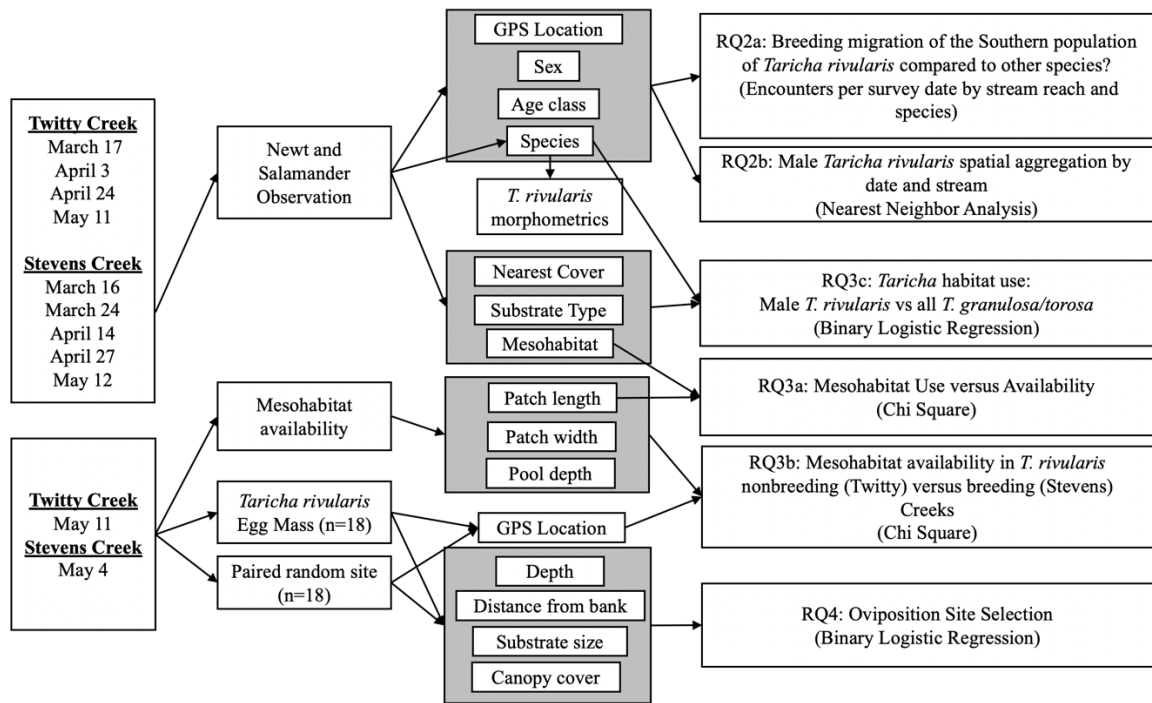 Twitty Creek
March 17
April 3
April 24
May 11
Stevens Creek
March 16
March 24
April 14
April 27
May 12
Twitty Creek
May 11
Stevens Creek
May 4
Newt and
Salamander
Observation
Mesohabitat
availability
Taricha rivularis
Egg Mass (n=18)
Paired random site
(n=18)
GPS Location
Sex
Age class
Species
T. rivularis
morphometrics
Nearest Cover
Substrate Type
Mesohabitat
Patch length
Patch width
Pool depth
GPS Location
Depth
Distance from bank
Substrate size
Canopy cover
RQ2a: Breeding migration of the Southern population
of Taricha rivularis compared to other species?
(Encounters per survey date by stream reach and
species)
RQ2b: Male Taricha rivularis spatial aggregation by
date and stream
(Nearest Neighbor Analysis)
RQ3c: Taricha habitat use:
Male T. rivularis vs all T. granulosa/torosa
(Binary Logistic Regression)
RQ3a: Mesohabitat Use versus Availability
(Chi Square)
RQ3b: Mesohabitat availability in T. rivularis
nonbreeding (Twitty) versus breeding (Stevens)
Creeks
(Chi Square)
RQ4: Oviposition Site Selection
(Binary Logistic Regression)